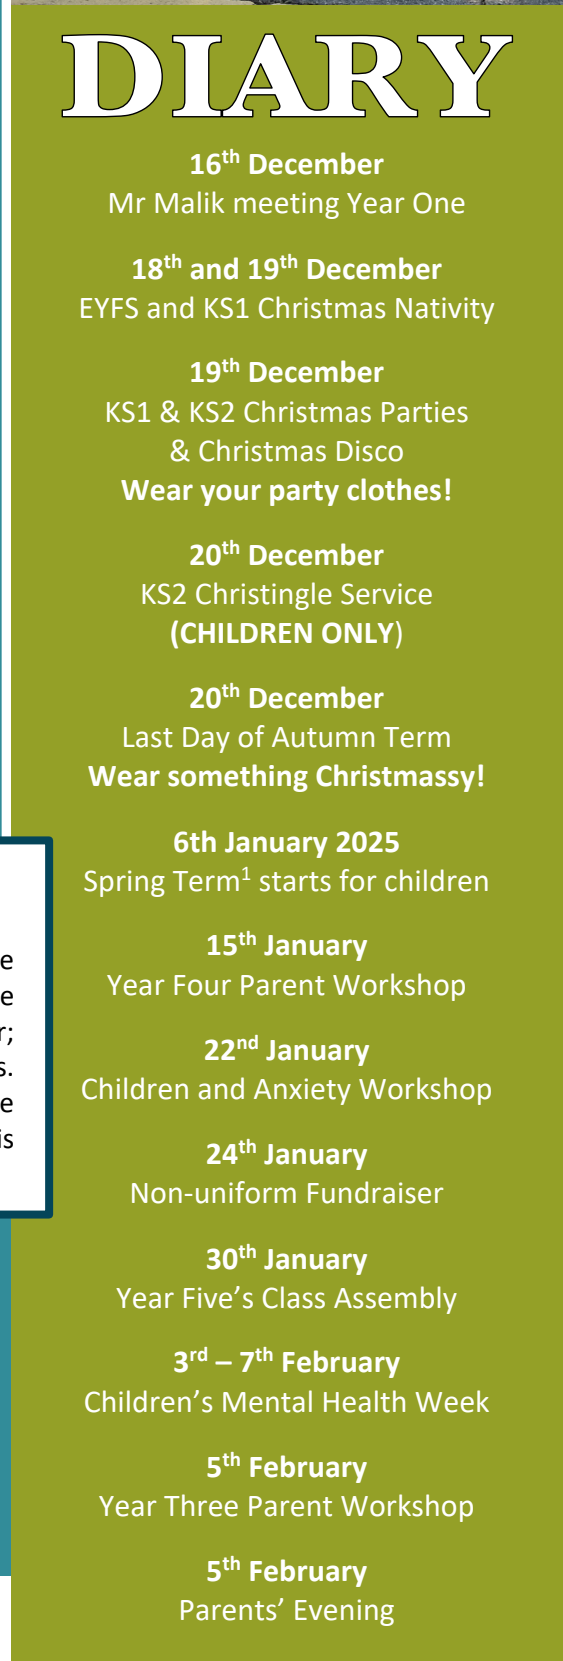 DIARY
16th December
Mr Malik meeting Year One
18th and 19th December
EYFS and KS1 Christmas Nativity
19th December
KS1 & KS2 Christmas Parties
& Christmas Disco
Wear your party clothes!
20th December
KS2 Christingle Service
(CHILDREN ONLY)
20th December
Last Day of Autumn Term
Wear something Christmassy!
6th January 2025
Spring Term1 starts for children
15th January
Year Four Parent Workshop
22nd January
Children and Anxiety Workshop
24th January
Non-uniform Fundraiser
30th January
Year Five’s Class Assembly
3rd – 7th February
Children’s Mental Health Week
5th February
Year Three Parent Workshop
5th February
Parents’ Evening